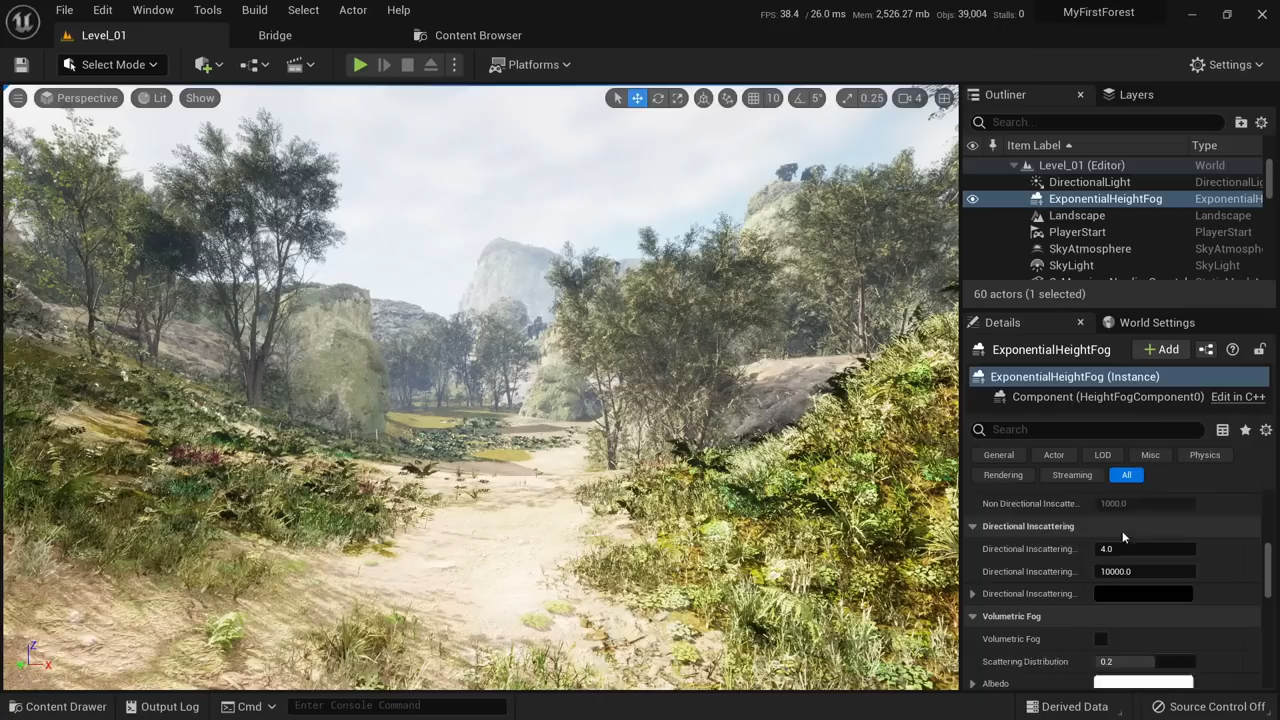 File Edit Window Tools Build Select Actor Help
FPS: 38.4 / 26.0 ms Mem: 2,526.27 mb Objs: 39,004 Stalls: 0
MyFirstForest
Level_01
Bridge
Content Browser
Select Mode
Platforms
Settings
Perspective
Lit
Show
10
5°
0.25
4
Outliner
Layers
Search...
Item Label Type
Level_01 (Editor) World
DirectionalLight DirectionalLi
ExponentialHeightFog ExponentialH
Landscape Landscape
PlayerStart PlayerStart
SkyAtmosphere SkyAtmosph
SkyLight SkyLight
60 actors (1 selected)
Details
World Settings
ExponentialHeightFog
+ Add
ExponentialHeightFog (Instance)
Component (HeightFogComponent0) Edit in C++
Search
General Actor LOD Misc Physics
Rendering Streaming All
Non Directional Inscatte... 1000.0
Directional Inscattering
Directional Inscattering... 4.0
Directional Inscattering... 10000.0
Directional Inscattering...
Volumetric Fog
Volumetric Fog
Scattering Distribution 0.2
Albedo
Z
X
Content Drawer
Output Log
Cmd
Enter Console Command
Derived Data
Source Control Off